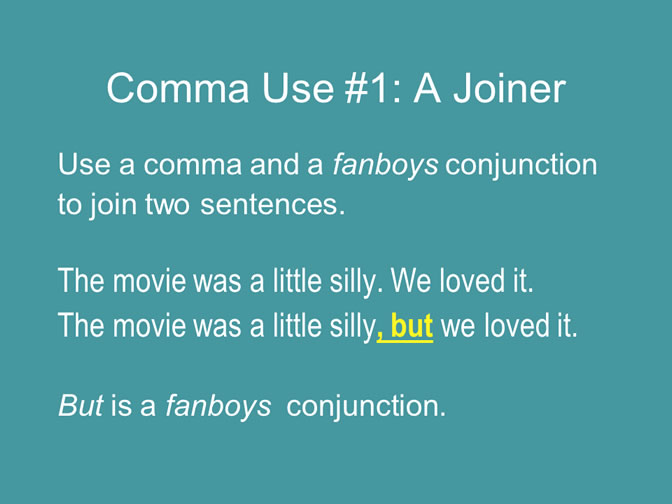 Comma Use #1: A Joiner
Use a comma and a fanboys conjunction
to join two sentences.
The movie was a little silly. We loved it.
The movie was a little silly, but we loved it.
But is a fanboys conjunction.